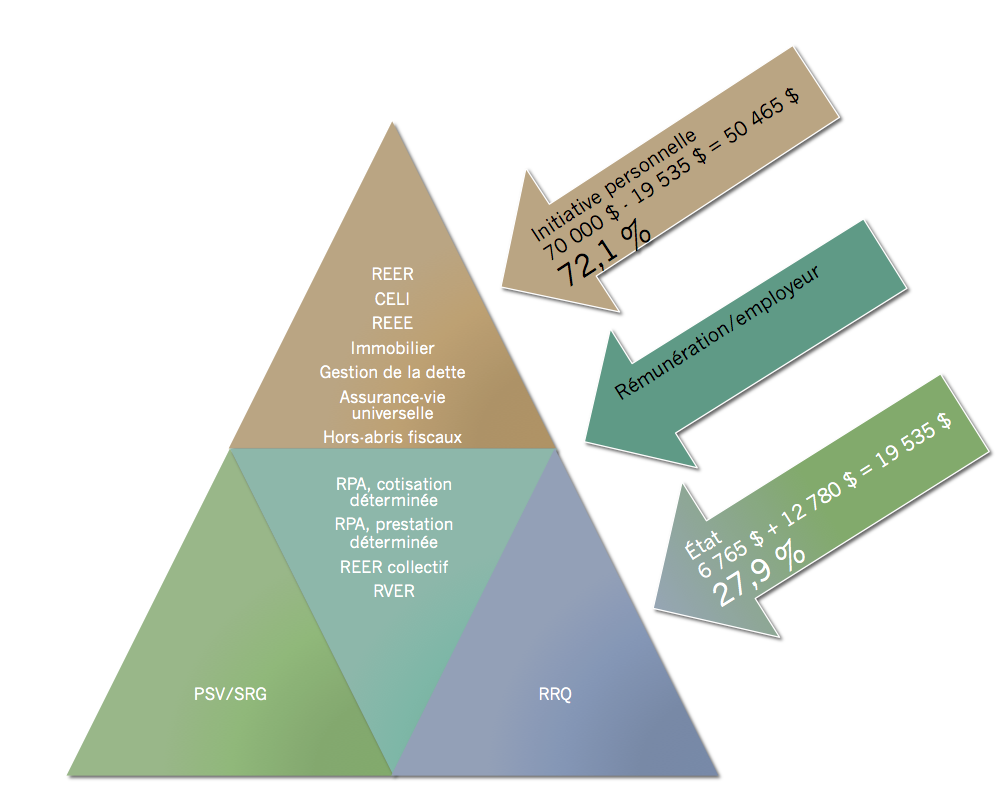 Initiative personnelle
70 000 $ - 19 535 $ = 50 465 $
72,1 %
REER
CELI
REEE
Immobilier
Gestion de la dette
Assurance-vie
universelle
Hors-abris fiscaux
Rémunération/employeur
RPA, cotisation
déterminée
RPA, prestation
déterminée
REER collectif
RVER
État
6 765 $ + 12 780 $ = 19 535 $
27,9 %
PSV/SRG
RRQ